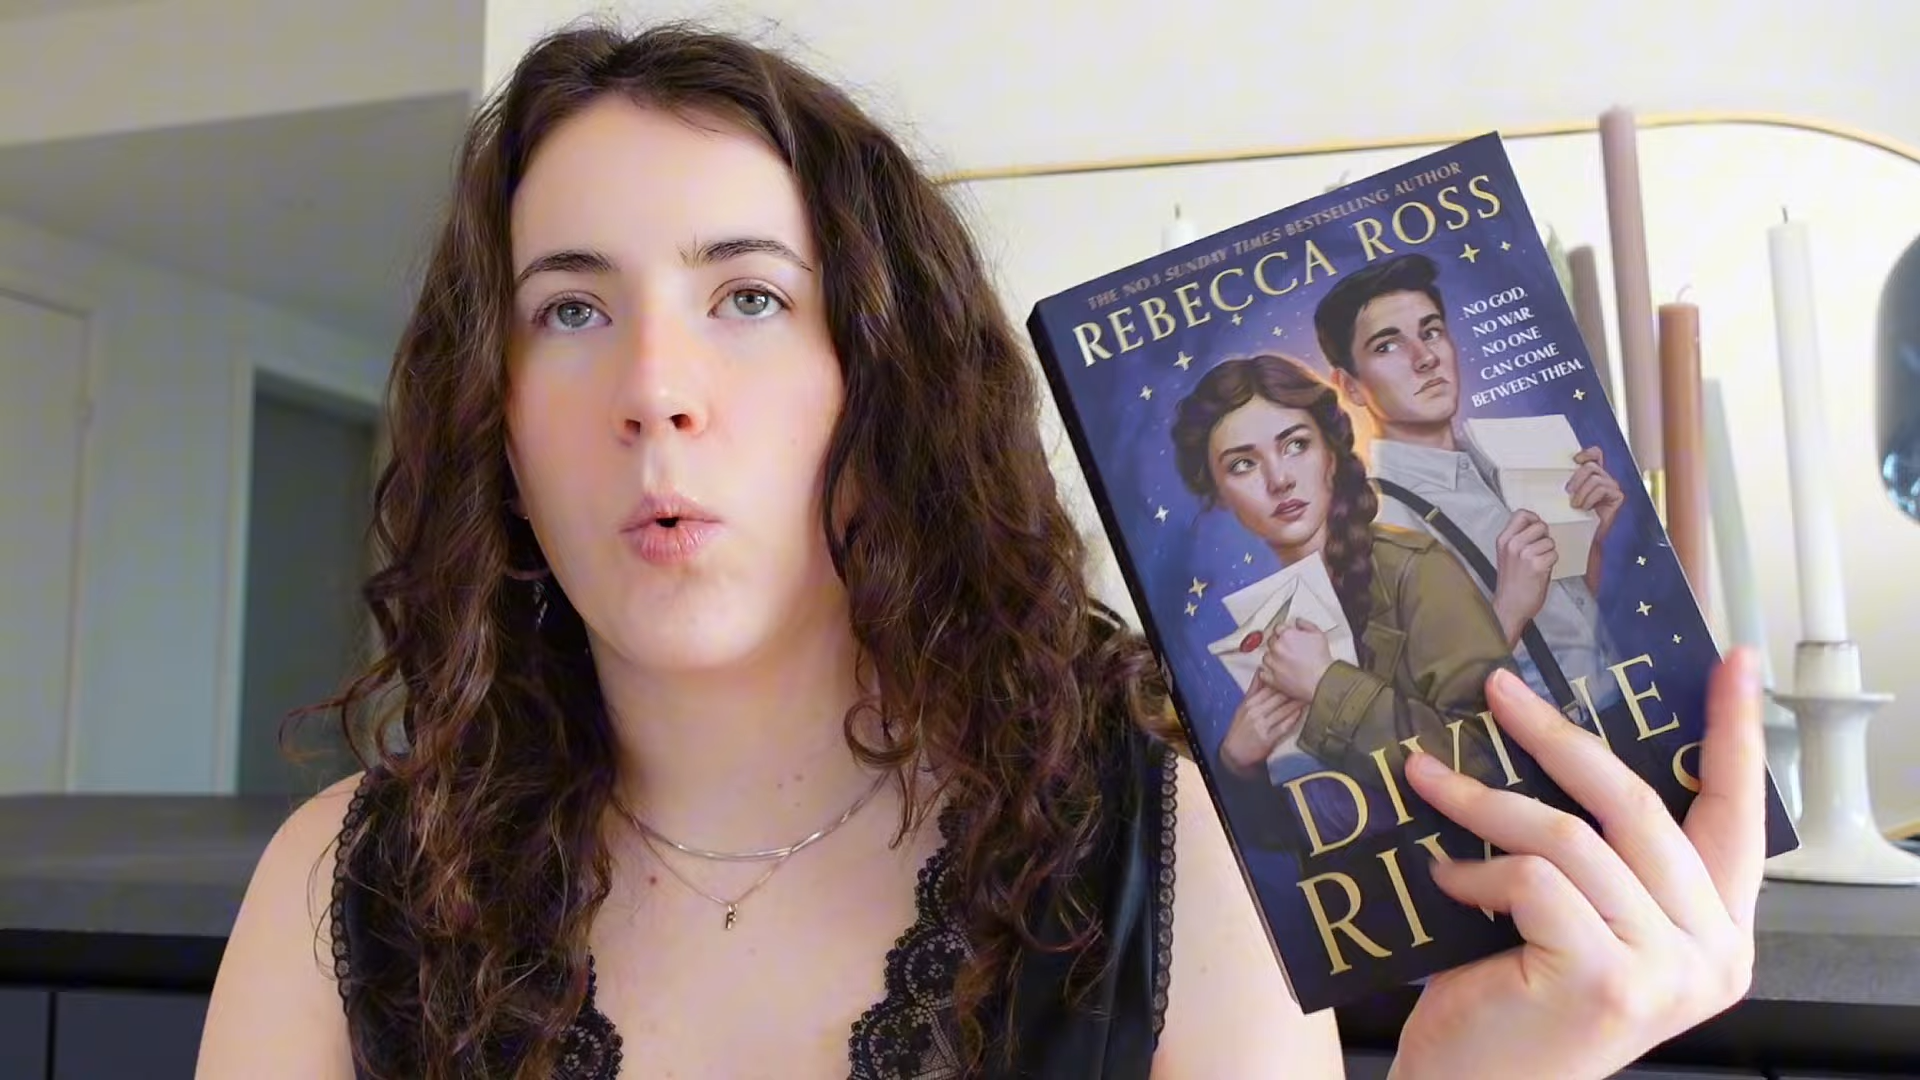 THE NO.1 SUNDAY TIMES BESTSELLING AUTHOR
REBECCA ROSS
NO GOD.
NO WAR.
NO ONE
CAN COME
BETWEEN THEM.
DIVINE